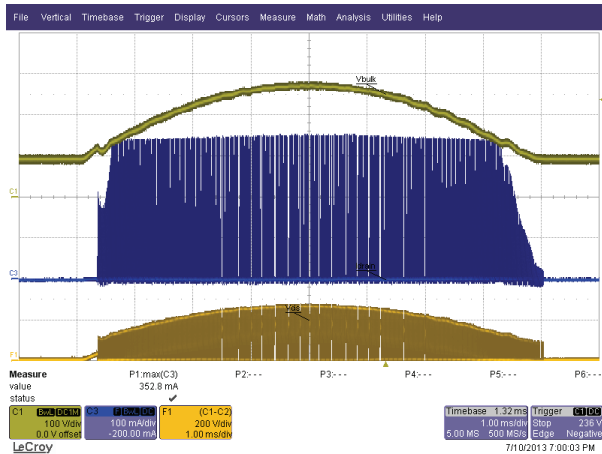 File Vertical Timebase Trigger Display Cursors Measure Math Analysis Utilities Help
Vbulk
C1
C3
Vds
F1
Measure P1:max(C3) P2:- - - P3:- - - P4:- - - P5:- - - P6:- - -
value 352.8 mA
status ✓
C1 BwL DC1M
100 V/div
0.0 V offset
C3 F BwL DC
100 mA/div
-200.00 mA
F1 (C1-C2)
200 V/div
1.00 ms/div
Timebase 1.32 ms
1.00 ms/div
5.00 MS 500 MS/s
Trigger C1 DC
Stop 236 V
Edge Negative
LeCroy
7/10/2013 7:00:03 PM